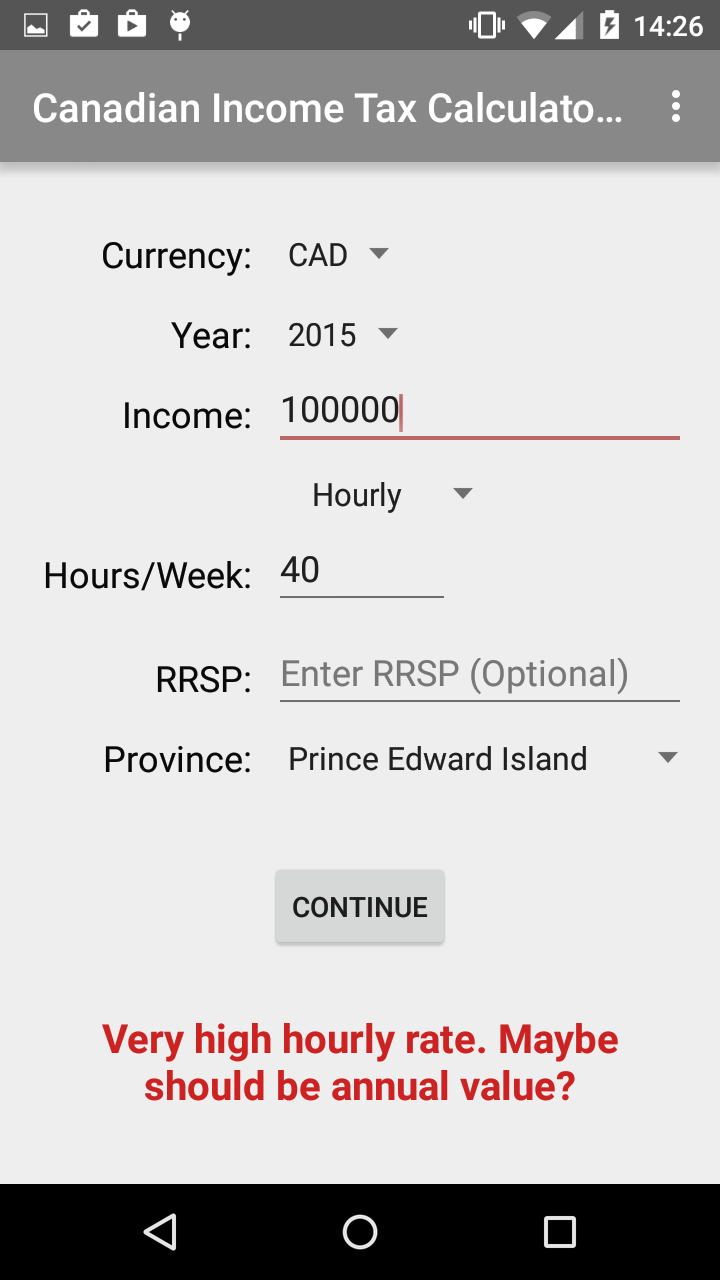 14:26
Canadian Income Tax Calculato...
Currency: CAD
Year: 2015
Income: 100000
Hourly
Hours/Week: 40
RRSP: Enter RRSP (Optional)
Province: Prince Edward Island
CONTINUE
Very high hourly rate. Maybe
should be annual value?